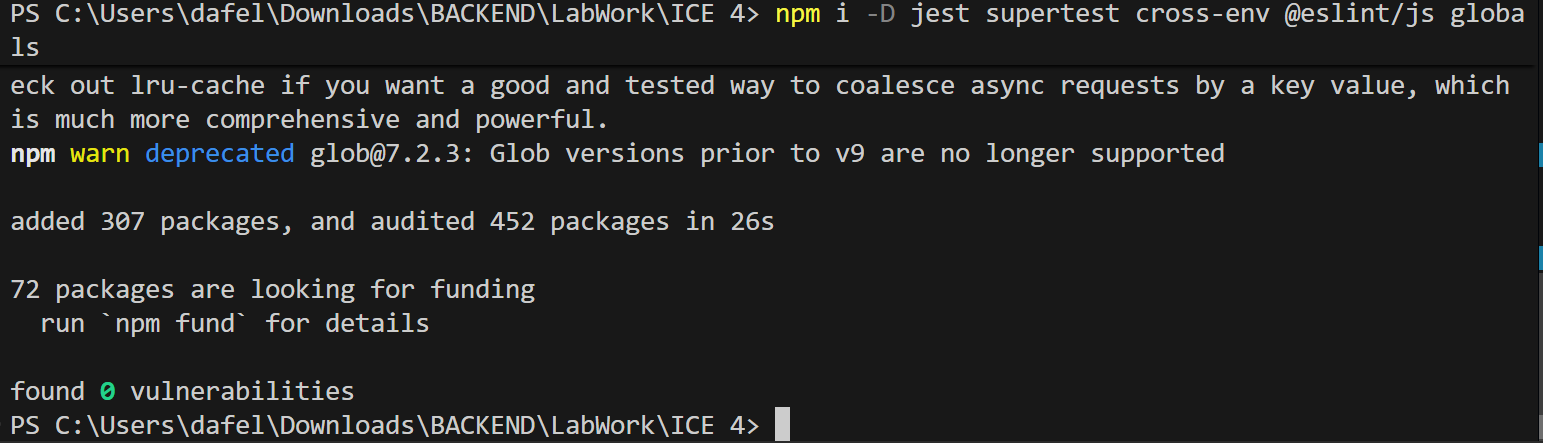 PS C:\Users\dafel\Downloads\BACKEND\LabWork\ICE 4> npm i -D jest supertest cross-env @eslint/js globa
ls
eck out lru-cache if you want a good and tested way to coalesce async requests by a key value, which
is much more comprehensive and powerful.
npm warn deprecated glob@7.2.3: Glob versions prior to v9 are no longer supported
added 307 packages, and audited 452 packages in 26s
72 packages are looking for funding
  run `npm fund` for details
found 0 vulnerabilities
PS C:\Users\dafel\Downloads\BACKEND\LabWork\ICE 4>